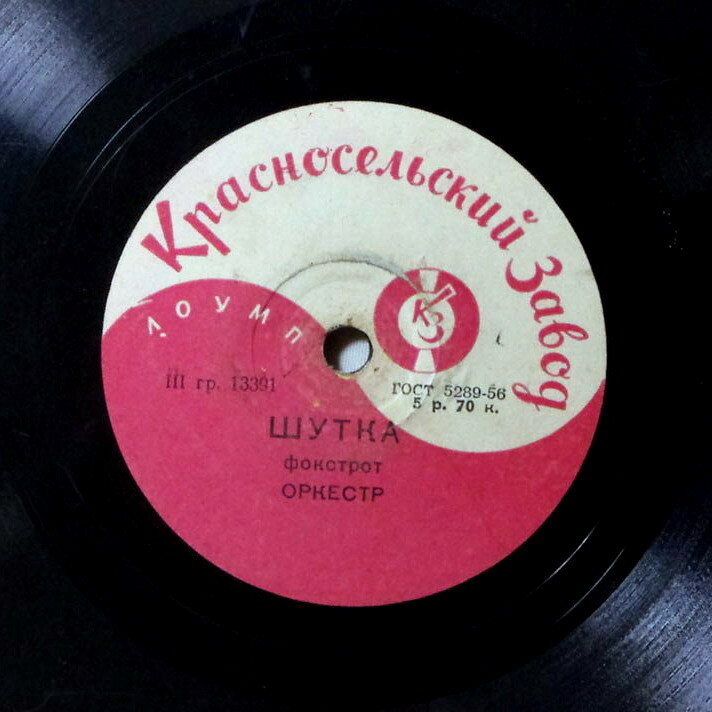 Красносельский Завод
ЛОУМП
КЗ
III гр. 13391
ГОСТ 5289-56
5 р. 70 к.
ШУТКА
фокстрот
ОРКЕСТР